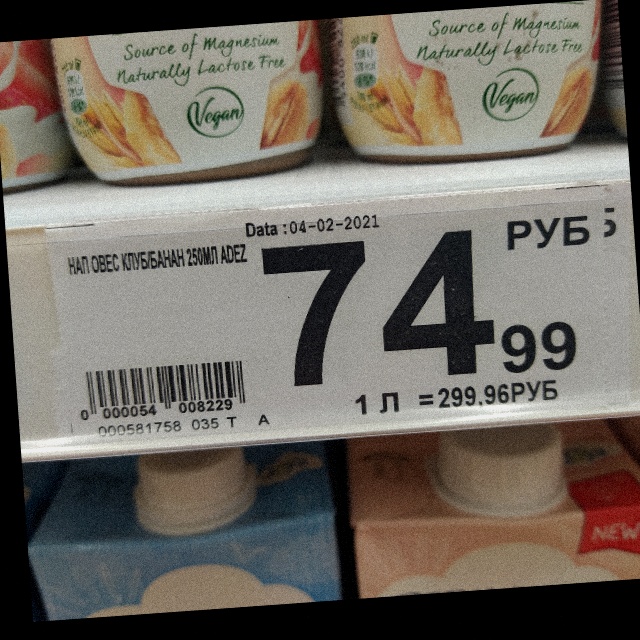 Source of Magnesium
Naturally Lactose Free
Vegan
Source of Magnesium
Naturally Lactose Free
Vegan
Data :04-02-2021
НАП ОВЕС КЛУБ/БАНАН 250МЛ ADEZ
74 99 РУБ
5
1 Л =299.96РУБ
0 000054 008229
000581758 035 T A
NEW